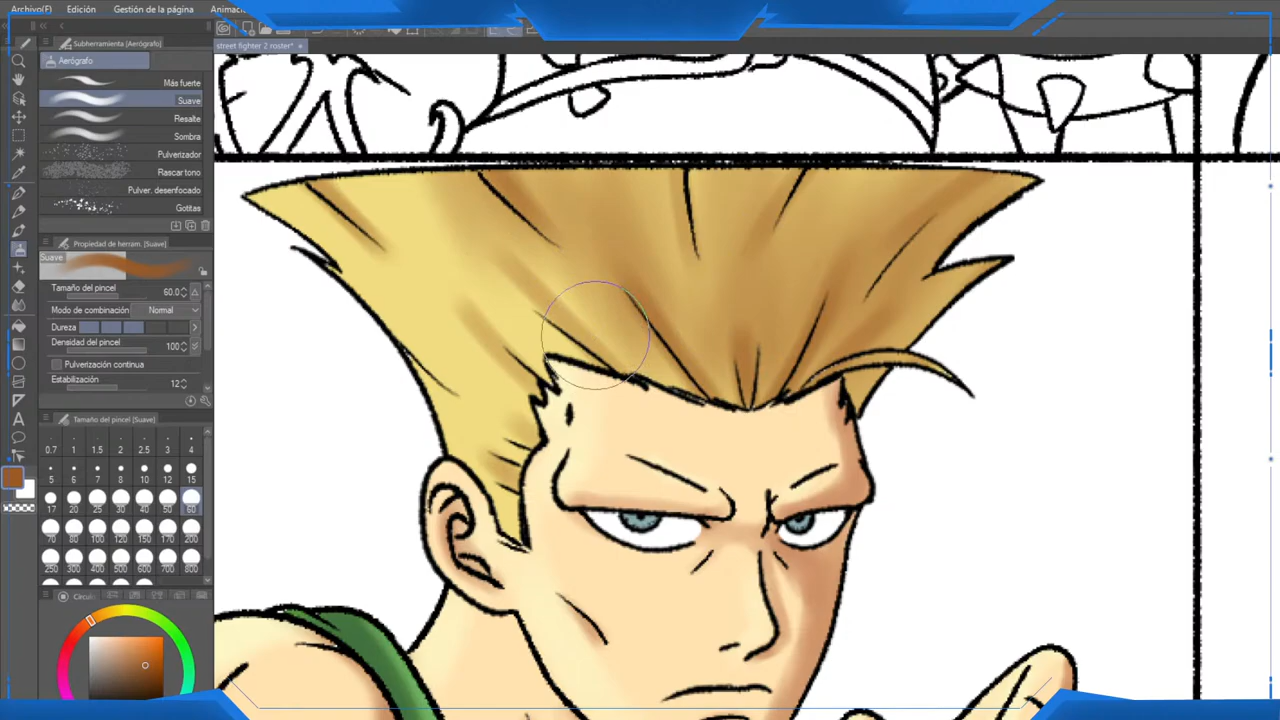 Archivo(F) Edición Gestión de la página Animació
Subherramienta (Aerógrafo)
street fighter 2 roster*
Aerógrafo
Más fuerte
Suave
Resalte
Sombra
Pulverizador
Rascar tono
Pulver. desenfocado
Gotitas
Propiedad de herram. [Suave]
Suave
Tamaño del pincel 60.0
Modo de combinación Normal
Dureza
Densidad del pincel 100
Pulverización continua
Estabilización 12
Tamaño del pincel [Suave]
0.7 1 1.5 2 2.5 3 4
5 6 7 8 10 12 15
17 20 25 30 40 50 60
70 80 100 120 150 170 200
250 300 400 500 600 700 800
Círculo
A